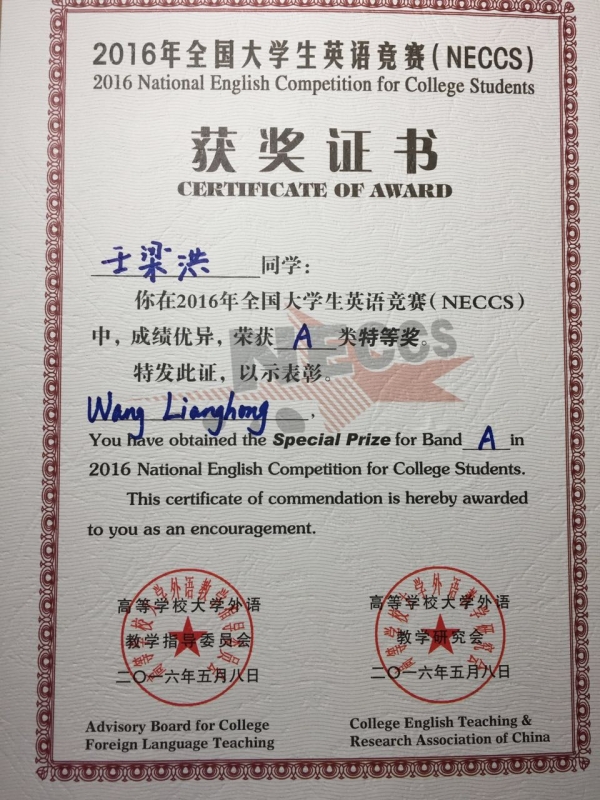 2016年全国大学生英语竞赛(NECCS)
2016 National English Competition for College Students
获奖证书
CERTIFICATE OF AWARD
王梁洪 同学:
你在2016年全国大学生英语竞赛(NECCS)
中，成绩优异，荣获 A 类特等奖。
特发此证，以示表彰。
NECCS
Wang Lianghong ,
You have obtained the Special Prize for Band A in
2016 National English Competition for College Students.
This certificate of commendation is hereby awarded
to you as an encouragement.
高等学校大学外语
教学指导委员会
二〇一六年五月八日
Advisory Board for College
Foreign Language Teaching
高等学校大学外语
教学研究会
二〇一六年五月八日
College English Teaching &
Research Association of China